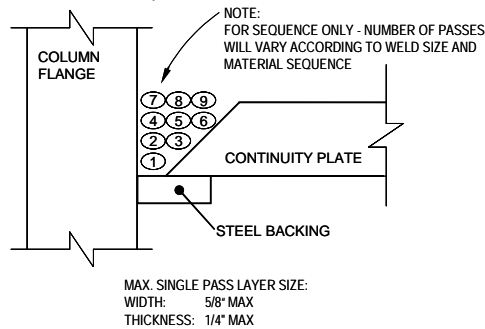 NOTE:
FOR SEQUENCE ONLY - NUMBER OF PASSES
WILL VARY ACCORDING TO WELD SIZE AND
MATERIAL SEQUENCE
COLUMN
FLANGE
7 8 9
4 5 6
2 3
1
CONTINUITY PLATE
STEEL BACKING
MAX. SINGLE PASS LAYER SIZE:
WIDTH: 5/8" MAX
THICKNESS: 1/4" MAX